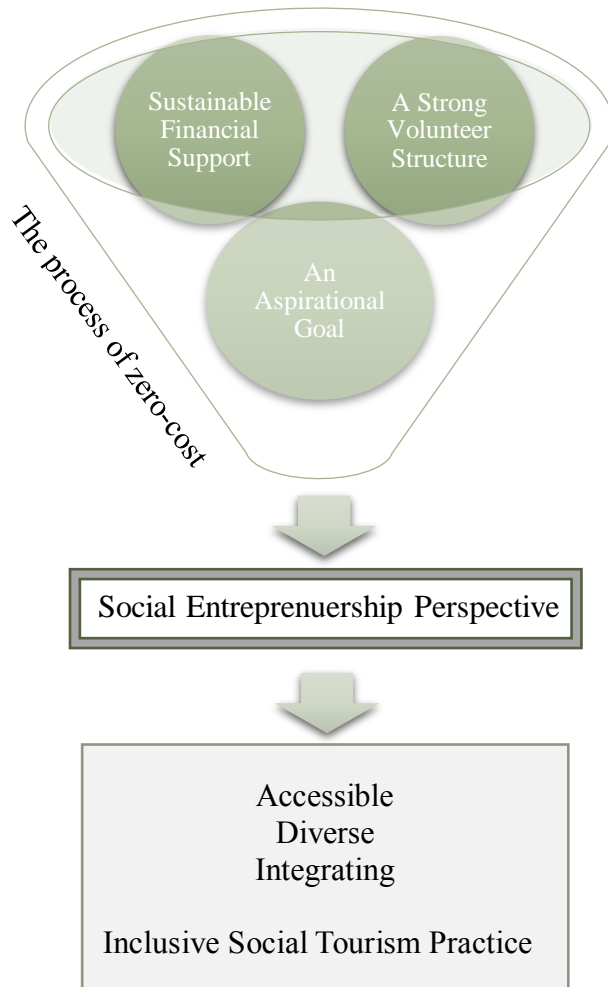 Sustainable
Financial
Support
A Strong
Volunteer
Structure
An
Aspirational
Goal
The process of zero-cost
Social Entreprenuership Perspective
Accessible
Diverse
Integrating
Inclusive Social Tourism Practice